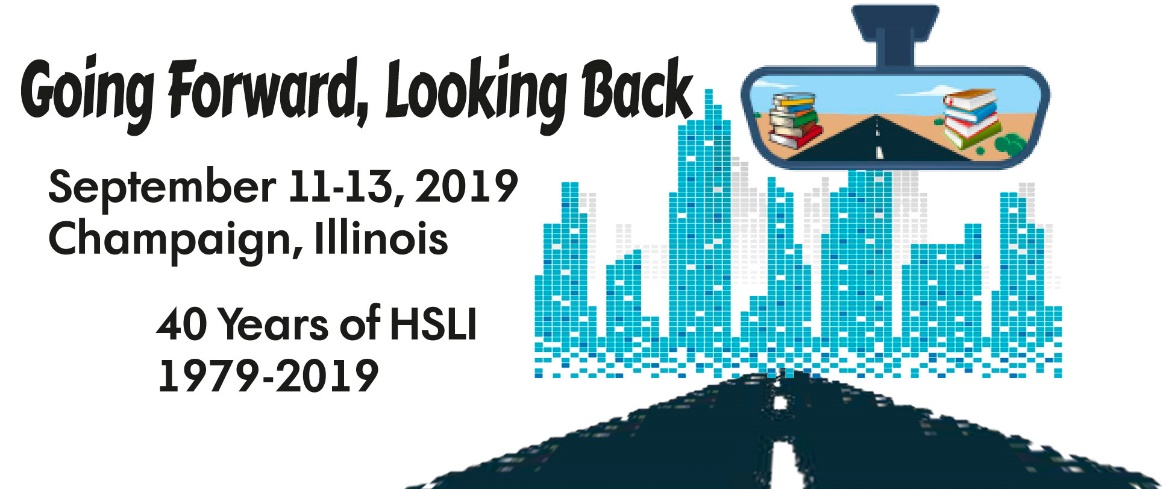 Going Forward, Looking Back
September 11-13, 2019
Champaign, Illinois
40 Years of HSLI
1979-2019